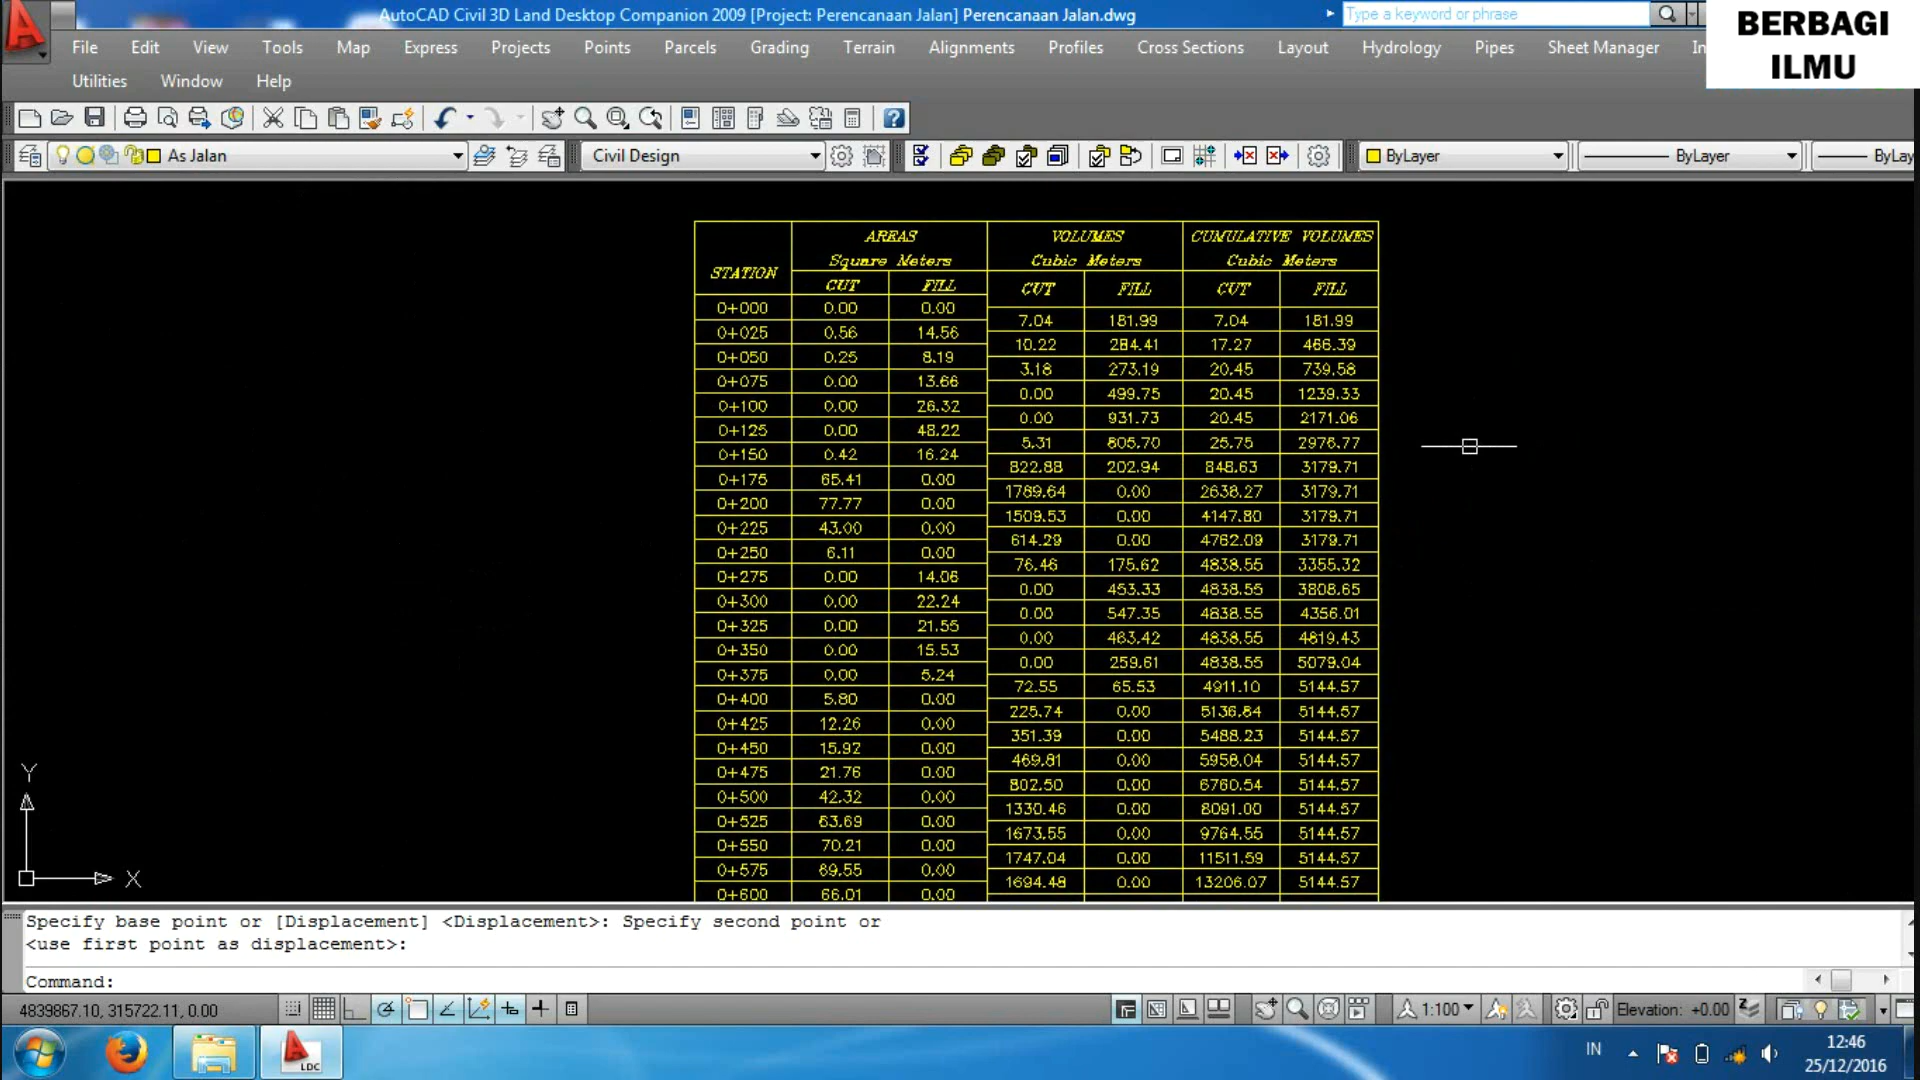 AutoCAD Civil 3D Land Desktop Companion 2009 [Project: Perencanaan Jalan] Perencanaan Jalan.dwg
Type a keyword or phrase
BERBAGI
ILMU
File Edit View Tools Map Express Projects Points Parcels Grading Terrain Alignments Profiles Cross Sections Layout Hydrology Pipes Sheet Manager
Utilities Window Help
As Jalan Civil Design ByLayer ByLayer
AREAS VOLUMES CUMULATIVE VOLUMES
Square Meters Cubic Meters Cubic Meters
STATION
CUT FILL CUT FILL CUT FILL
0+000 0.00 0.00
7.04 181.99 7.04 181.99
0+025 0.56 14.56
10.22 284.41 17.27 466.39
0+050 0.25 8.19
3.18 273.19 20.45 739.58
0+075 0.00 13.66
0.00 499.75 20.45 1239.33
0+100 0.00 26.32
0.00 931.73 20.45 2171.06
0+125 0.00 48.22
5.31 805.70 25.75 2976.77
0+150 0.42 16.24
822.88 202.94 848.63 3179.71
0+175 65.41 0.00
1789.64 0.00 2638.27 3179.71
0+200 77.77 0.00
1509.53 0.00 4147.80 3179.71
0+225 43.00 0.00
614.29 0.00 4762.09 3179.71
0+250 6.11 0.00
76.46 175.62 4838.55 3355.32
0+275 0.00 14.06
0.00 453.33 4838.55 3808.65
0+300 0.00 22.24
0.00 547.35 4838.55 4356.01
0+325 0.00 21.55
0.00 463.42 4838.55 4819.43
0+350 0.00 15.53
0.00 259.61 4838.55 5079.04
0+375 0.00 5.24
72.55 65.53 4911.10 5144.57
0+400 5.80 0.00
225.74 0.00 5136.84 5144.57
0+425 12.26 0.00
351.39 0.00 5488.23 5144.57
0+450 15.92 0.00
469.81 0.00 5958.04 5144.57
0+475 21.76 0.00
802.50 0.00 6760.54 5144.57
0+500 42.32 0.00
1330.46 0.00 8091.00 5144.57
0+525 63.69 0.00
1673.55 0.00 9764.55 5144.57
0+550 70.21 0.00
1747.04 0.00 11511.59 5144.57
0+575 69.55 0.00
1694.48 0.00 13206.07 5144.57
0+600 66.01 0.00
Y
X
Specify base point or [Displacement] <Displacement>: Specify second point or
<use first point as displacement>:
Command:
4839867.10, 315722.11, 0.00 1:100 Elevation: +0.00
LDC
IN
12:46
25/12/2016